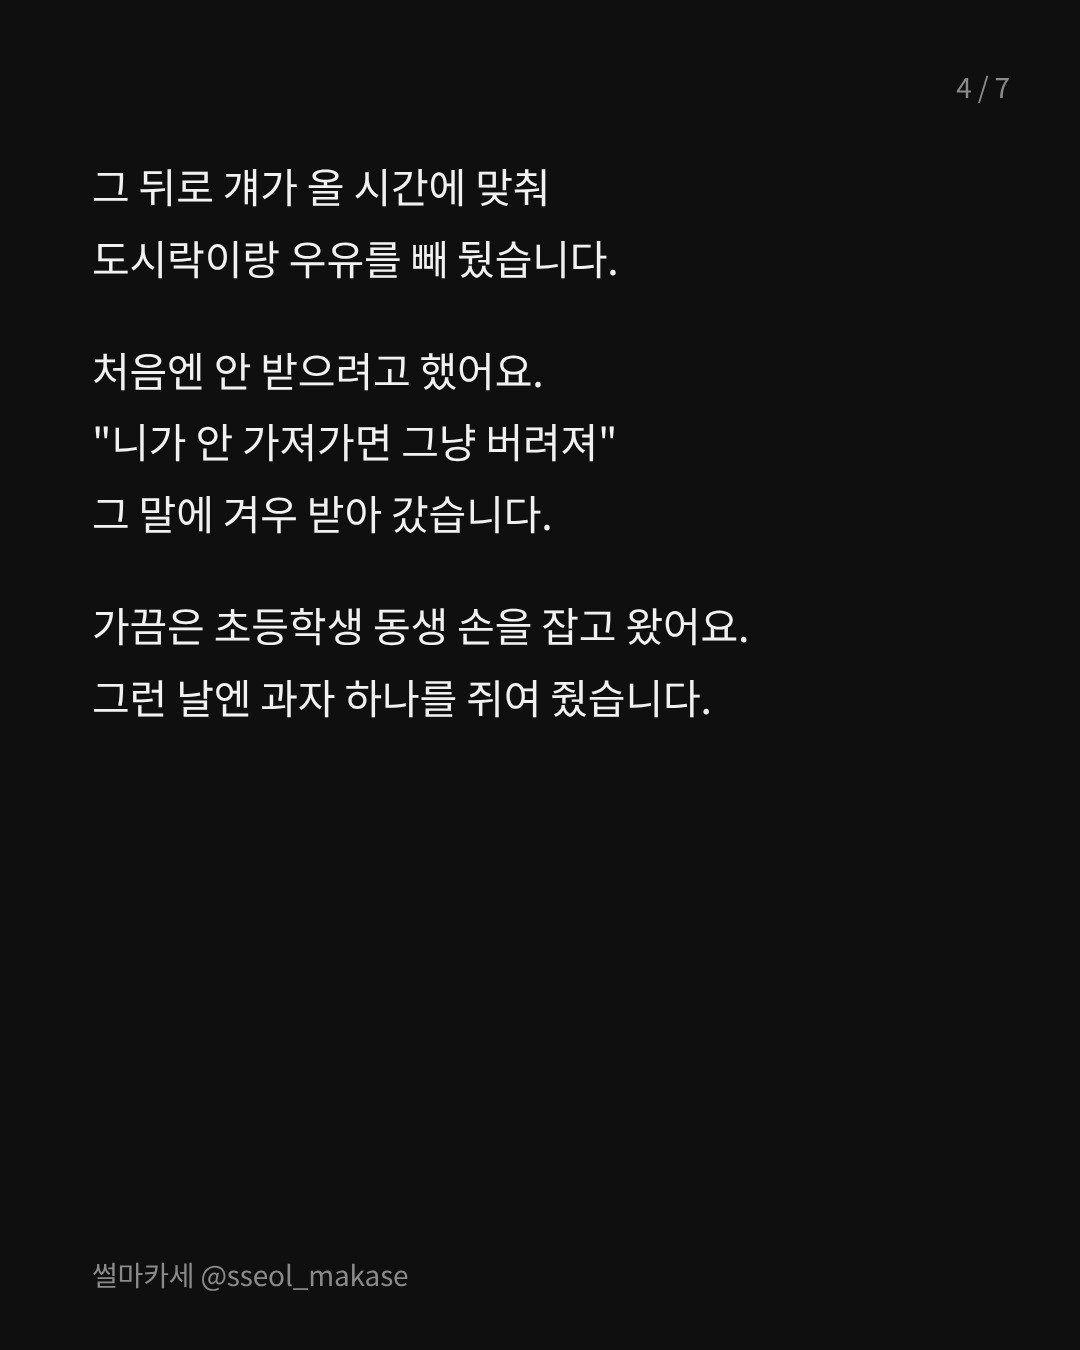 4 / 7
그 뒤로 걔가 올 시간에 맞춰
도시락이랑 우유를 빼 뒀습니다.
처음엔 안 받으려고 했어요.
"니가 안 가져가면 그냥 버려져"
그 말에 겨우 받아 갔습니다.
가끔은 초등학생 동생 손을 잡고 왔어요.
그런 날엔 과자 하나를 쥐여 줬습니다.
썰마카세 @sseol_makase